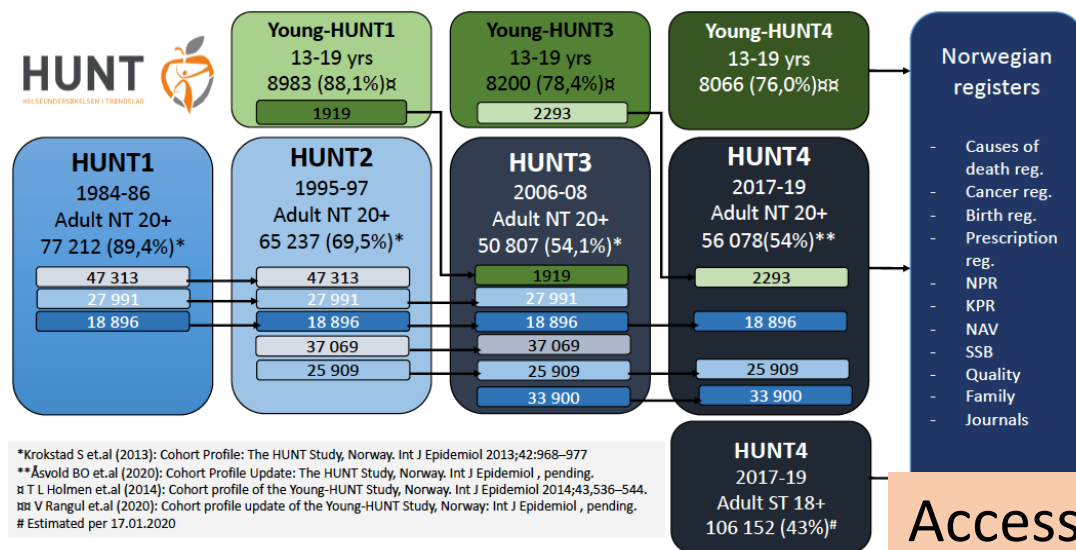 HUNT
HELSEUNDERSØKELSEN I TRØNDELAG
Young-HUNT1
13-19 yrs
8983 (88,1%)¤
1919
Young-HUNT3
13-19 yrs
8200 (78,4%)¤
2293
Young-HUNT4
13-19 yrs
8066 (76,0%)¤¤
HUNT1
1984-86
Adult NT 20+
77 212 (89,4%)*
47 313
27 991
18 896
HUNT2
1995-97
Adult NT 20+
65 237 (69,5%)*
47 313
27 991
18 896
37 069
25 909
HUNT3
2006-08
Adult NT 20+
50 807 (54,1%)*
1919
27 991
18 896
37 069
25 909
33 900
HUNT4
2017-19
Adult NT 20+
56 078(54%)**
2293
18 896
25 909
33 900
HUNT4
2017-19
Adult ST 18+
106 152 (43%)#
Norwegian
registers
- Causes of
death reg.
- Cancer reg.
- Birth reg.
- Prescription
reg.
- NPR
- KPR
- NAV
- SSB
- Quality
- Family
- Journals
*Krokstad S et.al (2013): Cohort Profile: The HUNT Study, Norway. Int J Epidemiol 2013;42:968–977
**Åsvold BO et.al (2020): Cohort Profile Update: The HUNT Study, Norway. Int J Epidemiol , pending.
¤ T L Holmen et.al (2014): Cohort profile of the Young-HUNT Study, Norway. Int J Epidemiol 2014;43,536–544.
¤¤ V Rangul et.al (2020): Cohort profile update of the Young-HUNT Study, Norway: Int J Epidemiol , pending.
# Estimated per 17.01.2020
Access